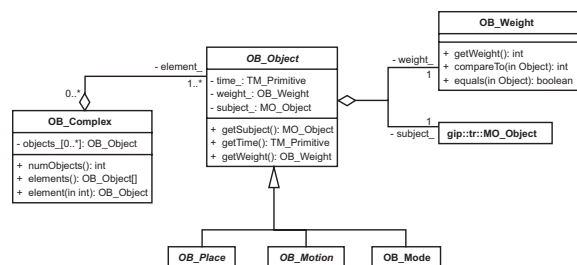 OB_Object
- time_: TM_Primitive
- weight_: OB_Weight
- subject_: MO_Object
+ getSubject(): MO_Object
+ getTime(): TM_Primitive
+ getWeight(): OB_Weight
OB_Weight
+ getWeight(): int
+ compareTo(in Object): int
+ equals(in Object): boolean
- element_
1..*
0..*
- weight_
1
1
- subject_
gip::tr::MO_Object
OB_Complex
- objects_[0..*]: OB_Object
+ numObjects(): int
+ elements(): OB_Object[]
+ element(in int): OB_Object
OB_Place
OB_Motion
OB_Mode